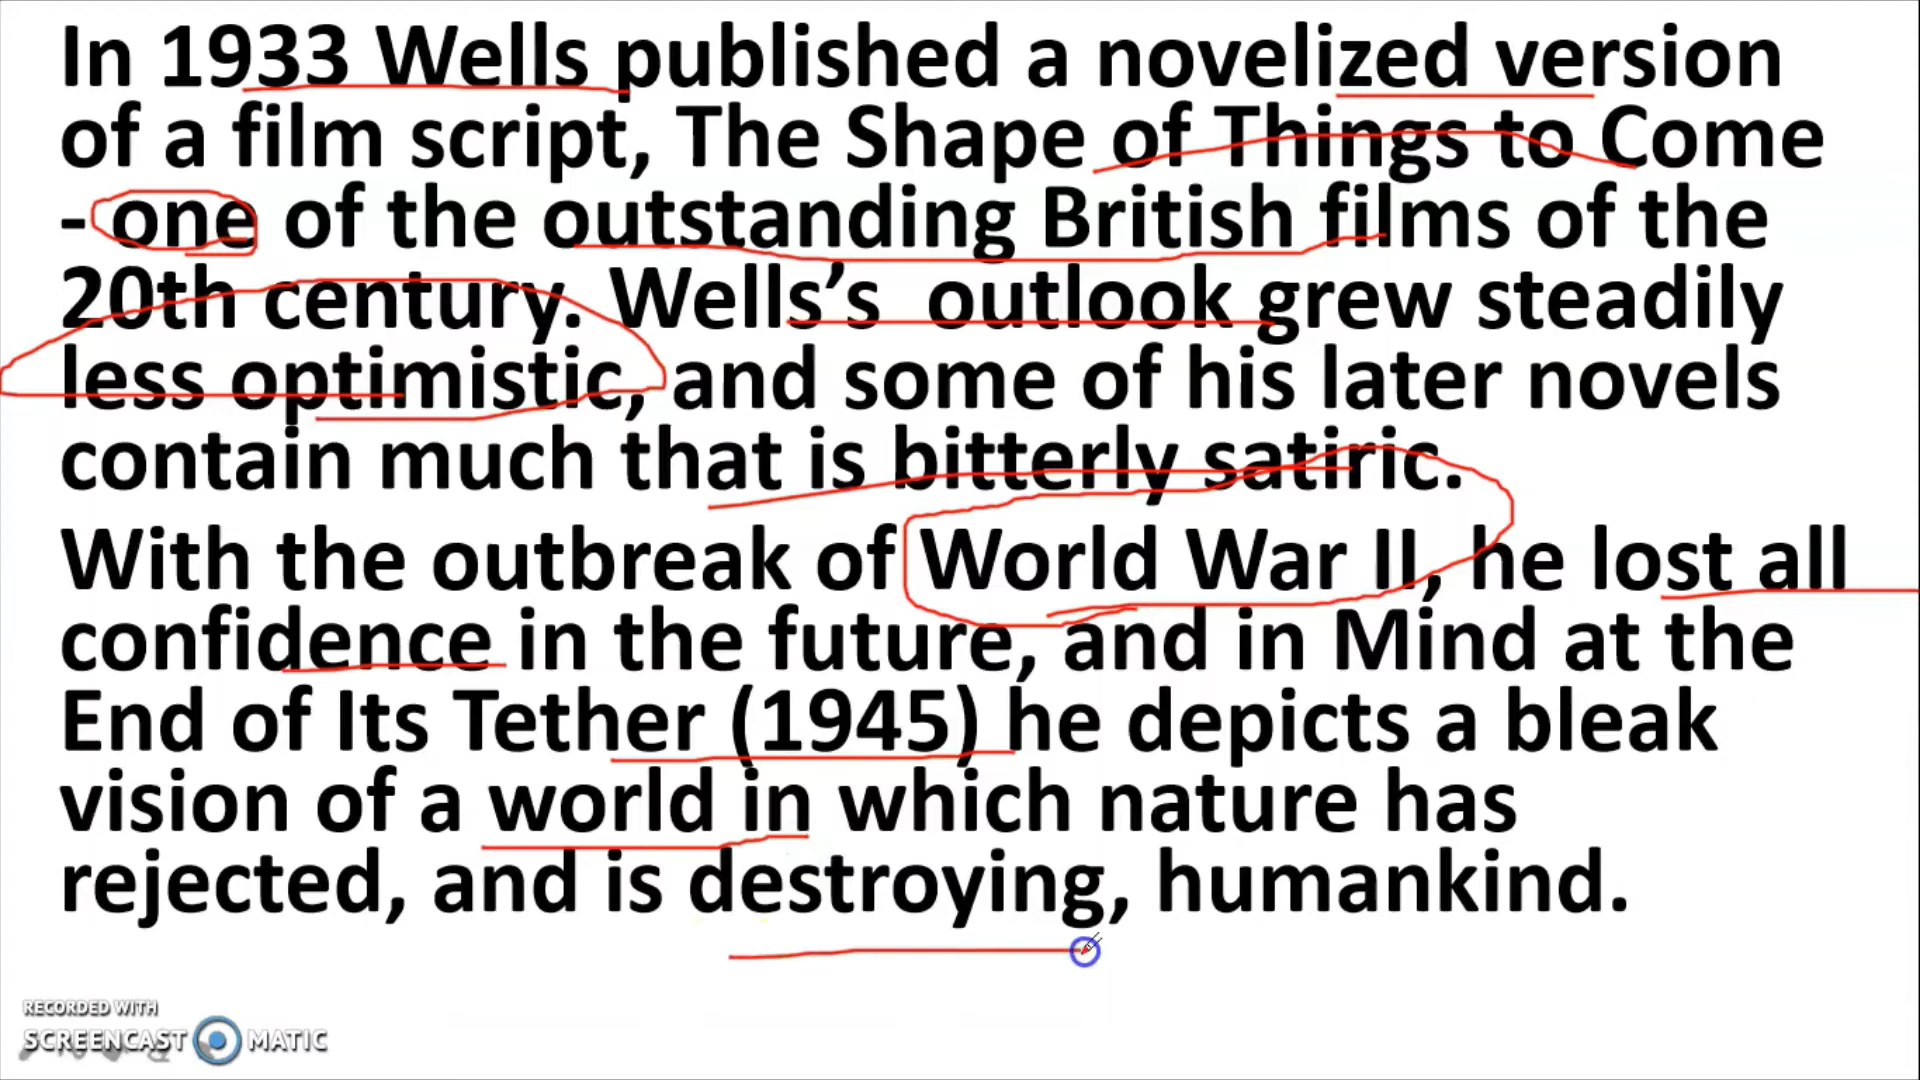 In 1933 Wells published a novelized version
of a film script, The Shape of Things to Come
- one of the outstanding British films of the
20th century. Wells’s  outlook grew steadily
less optimistic, and some of his later novels
contain much that is bitterly satiric.
With the outbreak of World War II, he lost all
confidence in the future, and in Mind at the
End of Its Tether (1945) he depicts a bleak
vision of a world in which nature has
rejected, and is destroying, humankind.
RECORDED WITH
SCREENCAST MATIC